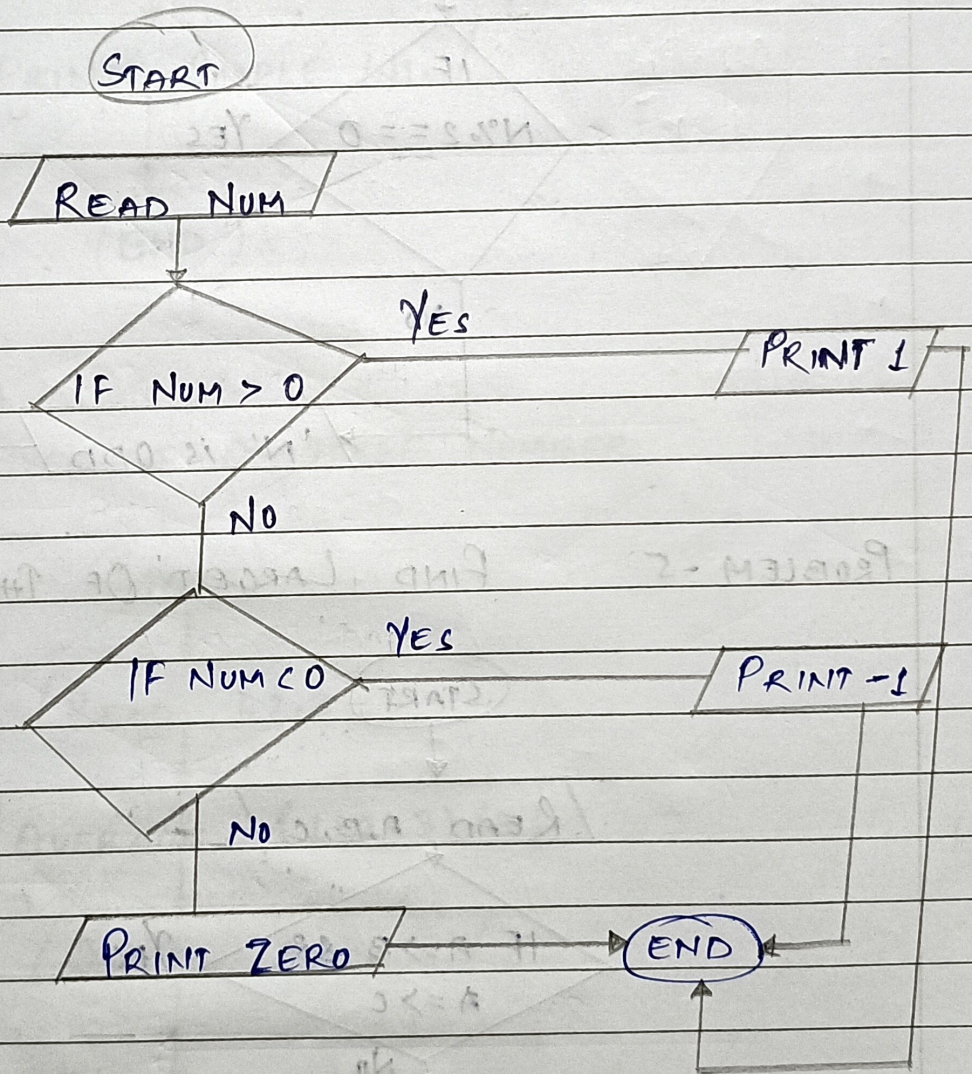 START
READ NUM
YES
IF NUM > 0
PRINT 1
NO
YES
IF NUM < 0
PRINT -1
NO
PRINT ZERO
END